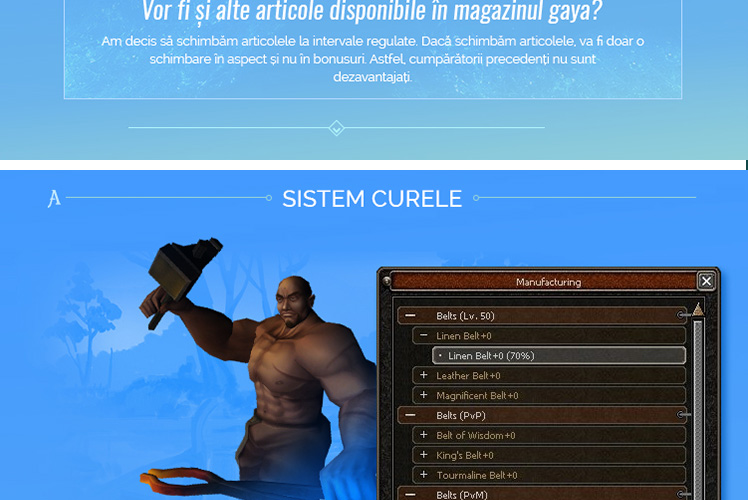 Vor fi și alte articole disponibile în magazinul gaya?
Am decis să schimbăm articolele la intervale regulate. Dacă schimbăm articolele, va fi doar o
schimbare în aspect și nu în bonusuri. Astfel, cumpărătorii precedenți nu sunt
dezavantajați.
SISTEM CURELE
Manufacturing
Belts (Lv. 50)
Linen Belt+0
Linen Belt+0 (70%)
Leather Belt+0
Magnificent Belt+0
Belts (PvP)
Belt of Wisdom+0
King's Belt+0
Tourmaline Belt+0
Belts (PvM)